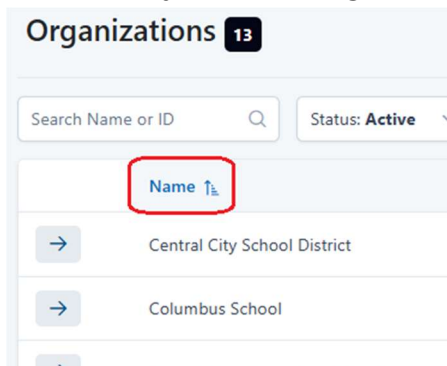 Organizations 13
Search Name or ID Status: Active
Name
Central City School District
Columbus School